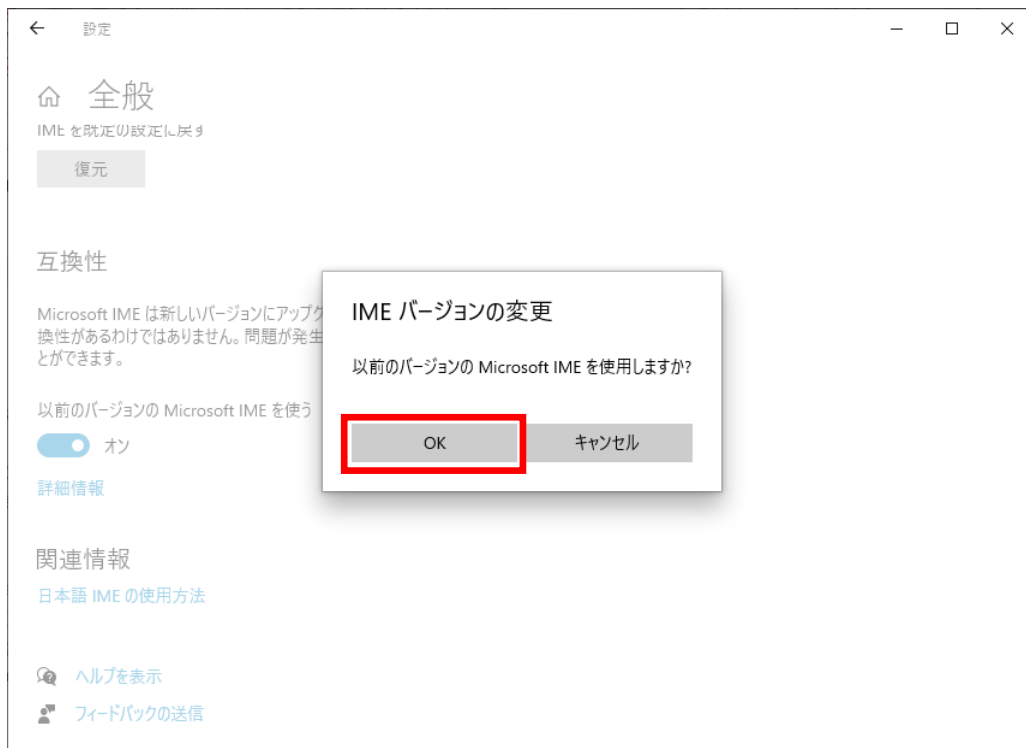 設定
全般
IME を既定の設定に戻す
復元
互換性
Microsoft IME は新しいバージョンにアップグ
換性があるわけではありません。問題が発生
とができます。
以前のバージョンの Microsoft IME を使う
オン
詳細情報
関連情報
日本語 IME の使用方法
ヘルプを表示
フィードバックの送信
IME バージョンの変更
以前のバージョンの Microsoft IME を使用しますか?
OK
キャンセル